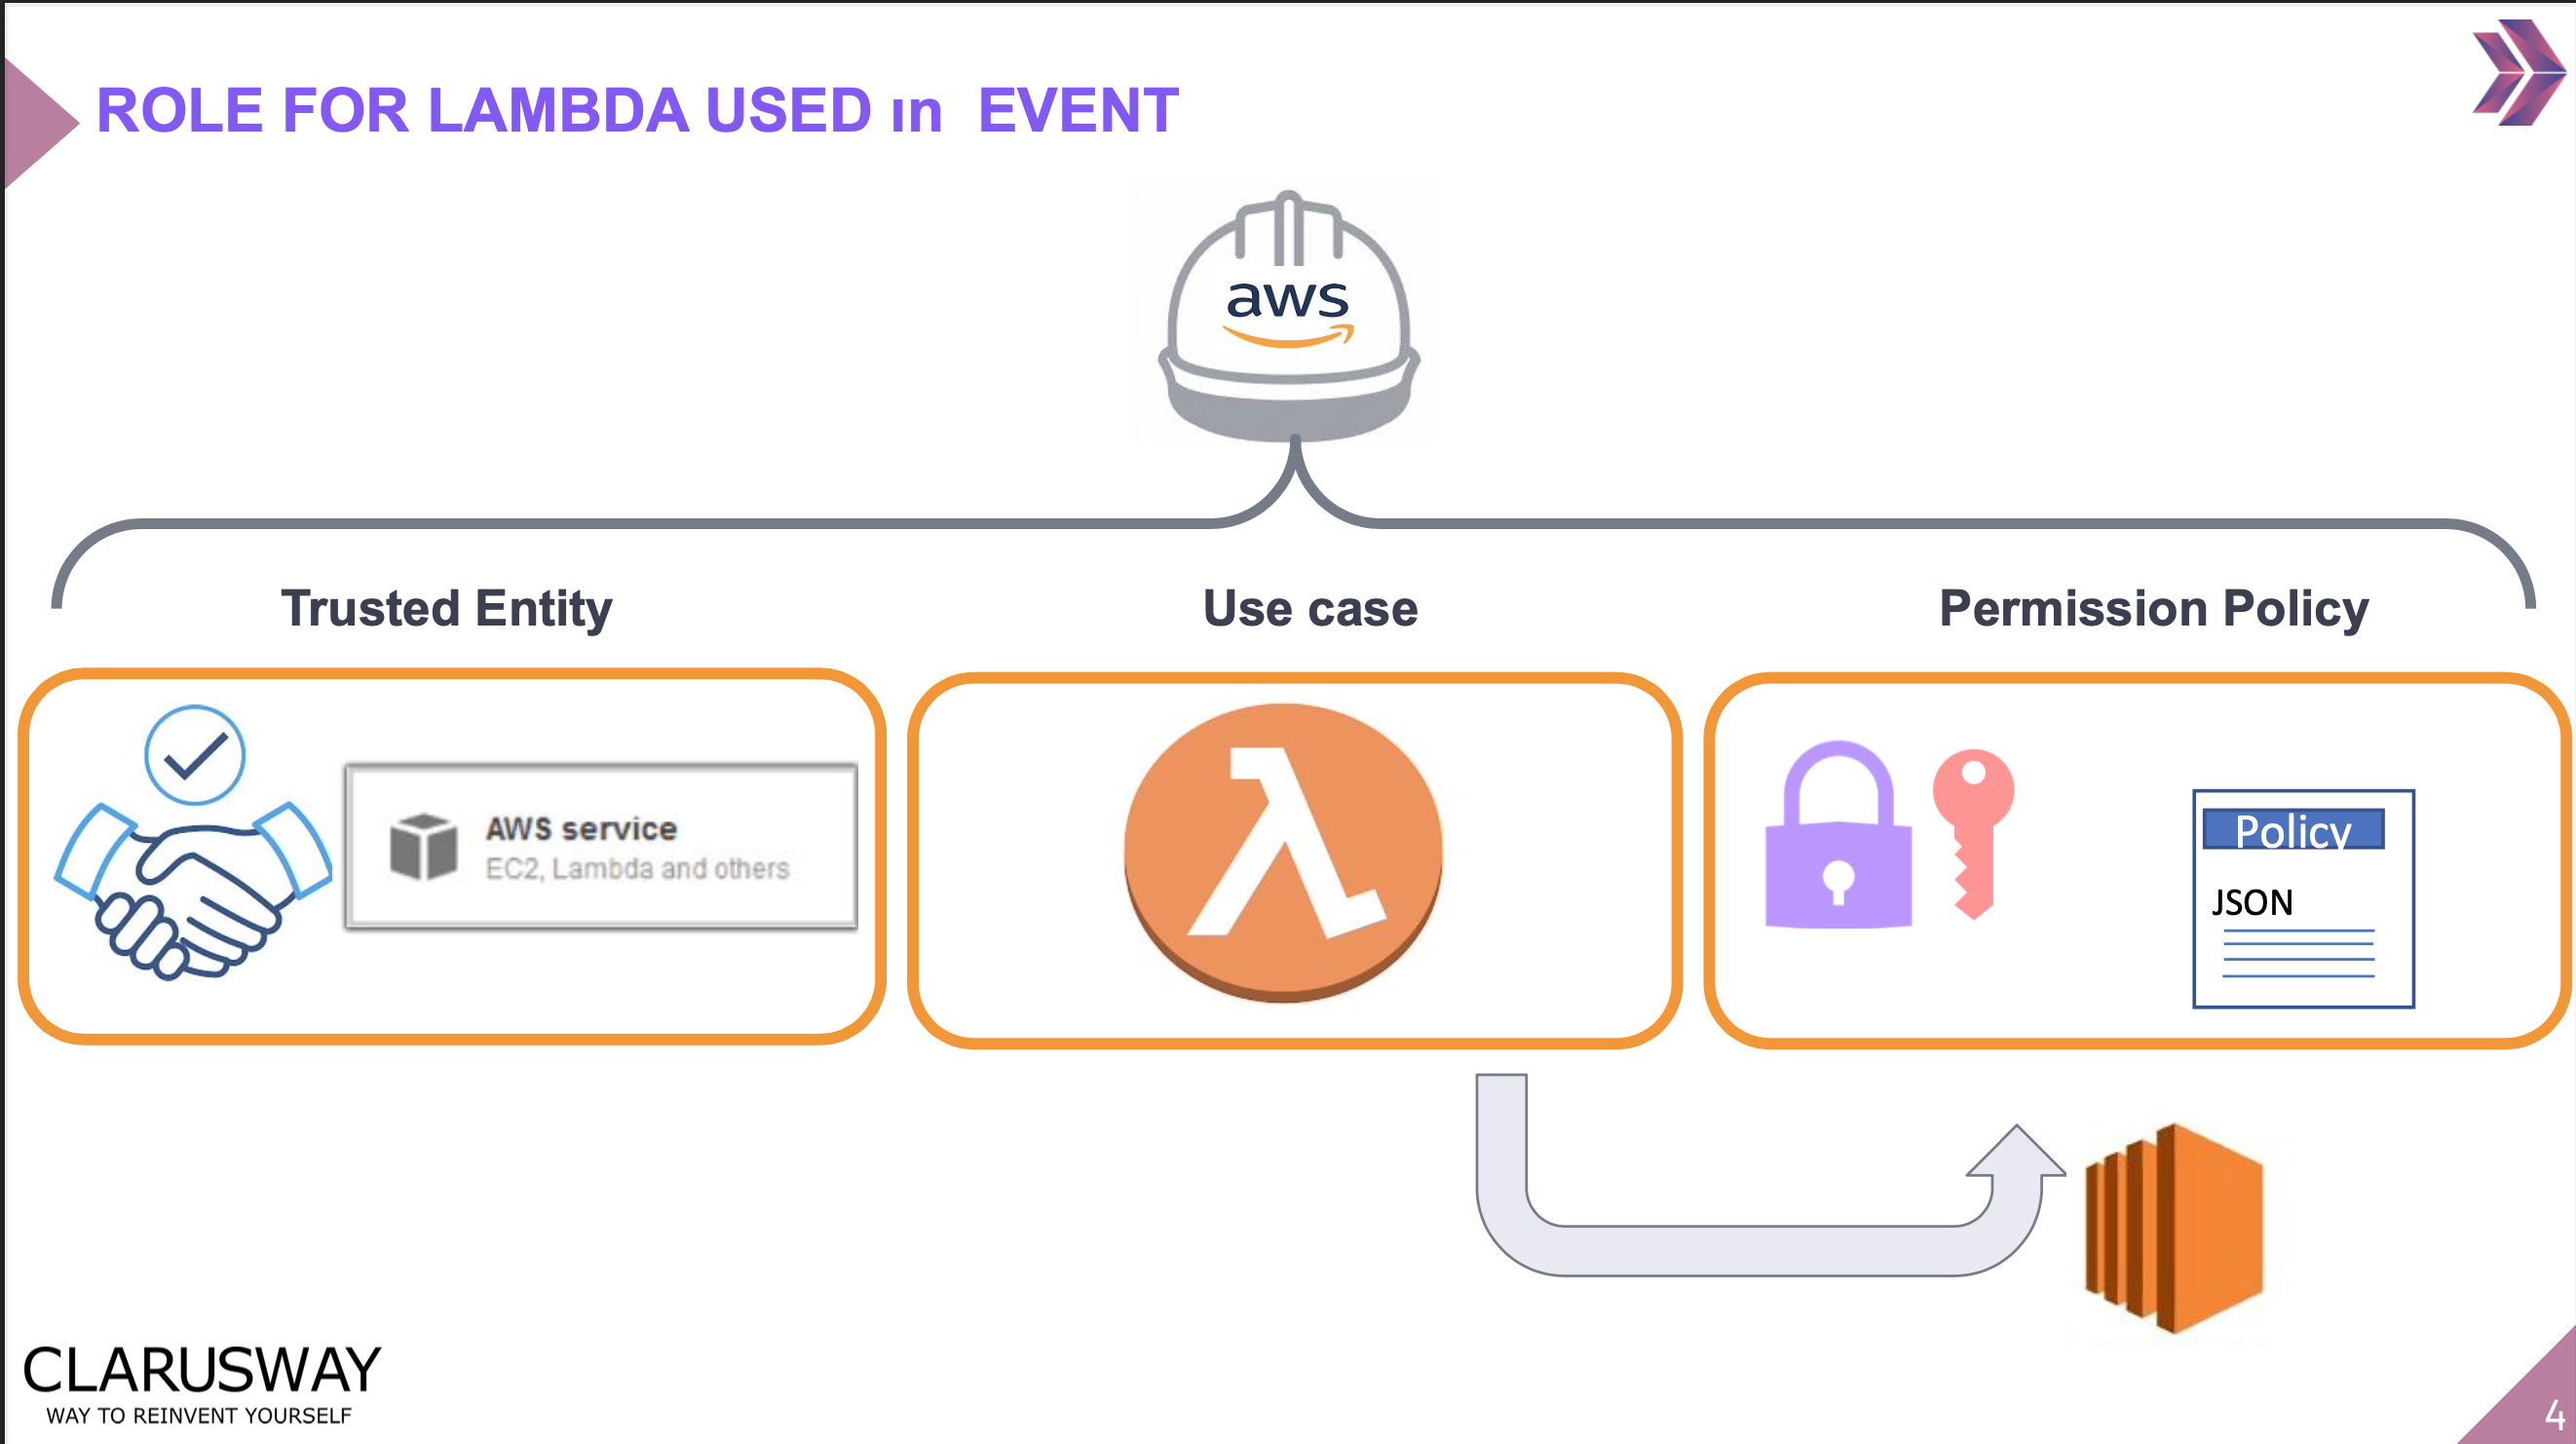 ROLE FOR LAMBDA USED ın EVENT
aws
Trusted Entity
Use case
Permission Policy
AWS service
EC2, Lambda and others
Policy
JSON
CLARUSWAY
WAY TO REINVENT YOURSELF
4